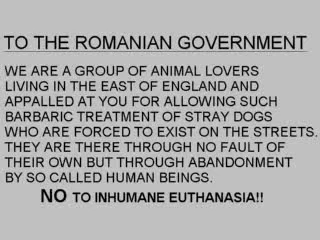 TO THE ROMANIAN GOVERNMENT
WE ARE A GROUP OF ANIMAL LOVERS
LIVING IN THE EAST OF ENGLAND AND
APPALLED AT YOU FOR ALLOWING SUCH
BARBARIC TREATMENT OF STRAY DOGS
WHO ARE FORCED TO EXIST ON THE STREETS.
THEY ARE THERE THROUGH NO FAULT OF
THEIR OWN BUT THROUGH ABANDONMENT
BY SO CALLED HUMAN BEINGS.
NO TO INHUMANE EUTHANASIA!!